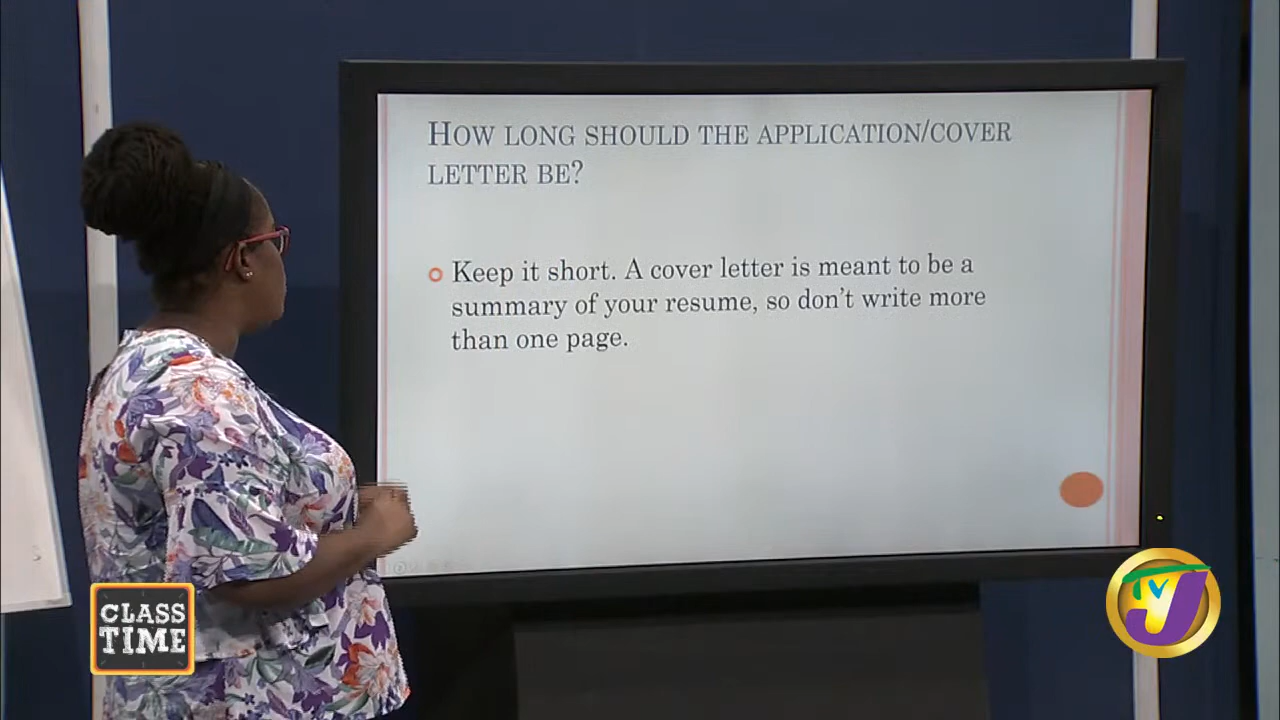 HOW LONG SHOULD THE APPLICATION/COVER
LETTER BE?
Keep it short. A cover letter is meant to be a
summary of your resume, so don't write more
than one page.
CLASS
TIME
TVJ